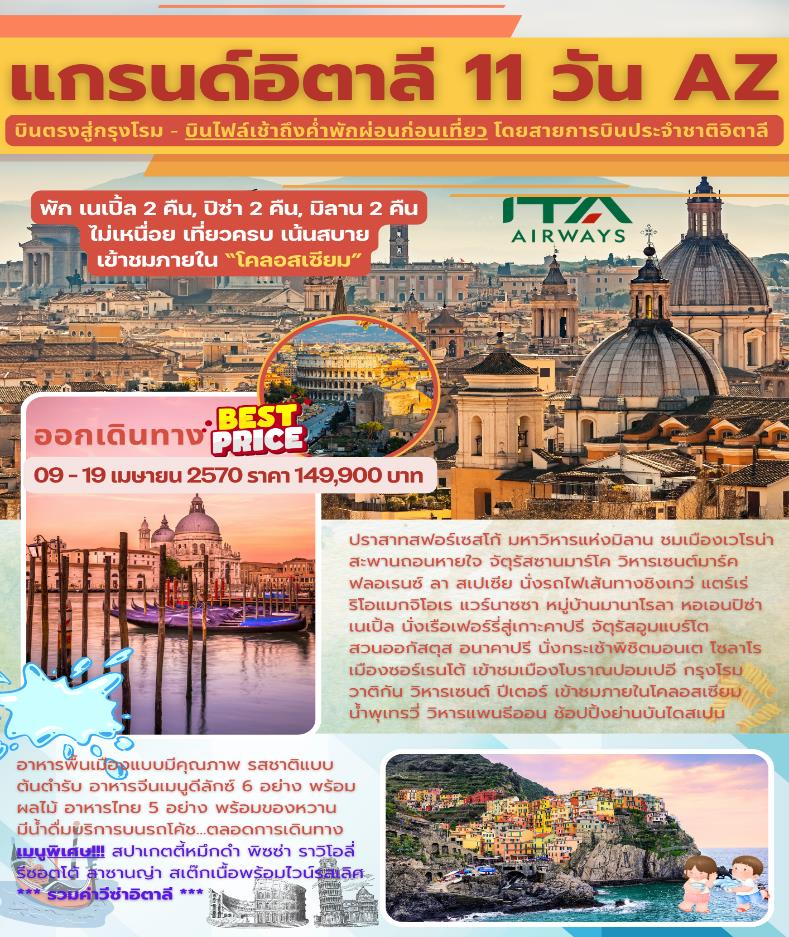 แกรนด์อิตาลี 11 วัน AZ
บินตรงสู่กรุงโรม - บินไฟล์เช้าถึงค่ำพักผ่อนก่อนเที่ยว โดยสายการบินประจำชาติอิตาลี
พัก เนเปิ้ล 2 คืน, ปิซ่า 2 คืน, มิลาน 2 คืน
ไม่เหนื่อย เที่ยวครบ เน้นสบาย
เข้าชมภายใน “โคลอสเซียม”
ITA
AIRWAYS
ออกเดินทาง
BEST
PRICE
09 - 19 เมษายน 2570 ราคา 149,900 บาท
ปราสาทสฟอร์เซสโก้ มหาวิหารแห่งมิลาน ชมเมืองเวโรน่า
สะพานถอนหายใจ จัตุรัสซานมาร์โค วิหารเซนต์มาร์ค
ฟลอเรนซ์ ลา สเปเซีย นั่งรถไฟเส้นทางชิงเกว่ แตร์เร่
ริโอแมกจิโอเร แวร์นาซซา หมู่บ้านมานาโรลา หอเอนปิซ่า
เนเปิ้ล นั่งเรือเฟอร์รี่สู่เกาะคาปรี จัตุรัสอูมแบร์โต
สวนออกัสตุส อนาคาปรี นั่งกระเช้าพิชิตมอนเต โซลาโร
เมืองซอร์เรนโต้ เข้าชมเมืองโบราณปอมเปอี กรุงโรม
วาติกัน วิหารเซนต์ ปีเตอร์ เข้าชมภายในโคลอสเซียม
น้ำพุเทรวี่ วิหารแพนธีออน ช้อปปิ้งย่านบันไดสเปน
อาหารพื้นเมืองแบบมีคุณภาพ รสชาติแบบ
ต้นตำรับ อาหารจีนเมนูดีลักซ์ 6 อย่าง พร้อม
ผลไม้ อาหารไทย 5 อย่าง พร้อมของหวาน
มีน้ำดื่มบริการบนรถโค้ช...ตลอดการเดินทาง
เมนูพิเศษ!!! สปาเกตตี้หมึกดำ พิซซ่า ราวิโอลี่
รีซอตโต้ ลาซานญ่า สเต๊กเนื้อพร้อมไวน์รสเลิศ
*** รวมค่าวีซ่าอิตาลี ***